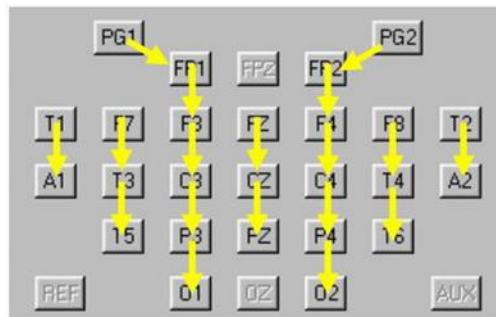 PG1 PG2
FP1 FPZ FP2
T1 F7 F3 FZ F4 F8 T2
A1 T3 C3 CZ C4 T4 A2
T5 P3 PZ P4 T6
REF O1 OZ O2 AUX